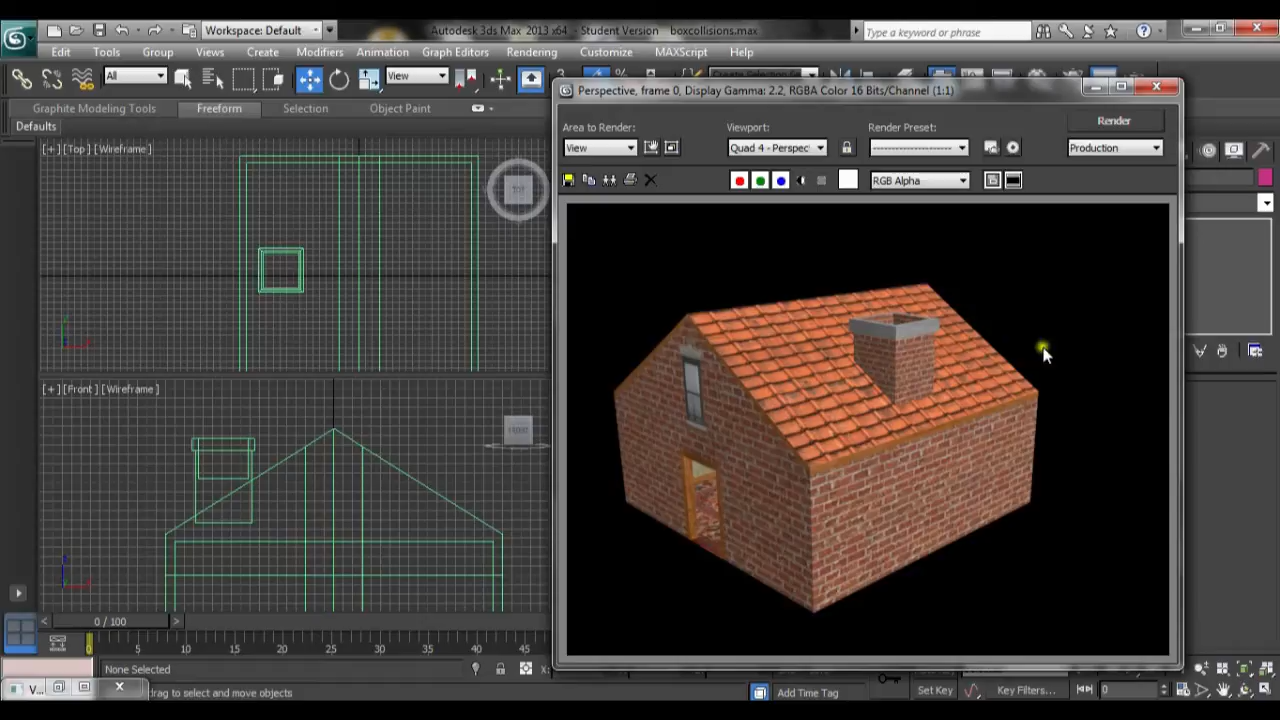 Workspace: Default
Autodesk 3ds Max 2013 x64 - Student Version boxcollisions.max
Type a keyword or phrase
Edit Tools Group Views Create Modifiers Animation Graph Editors Rendering Customize MAXScript Help
All
View
Graphite Modeling Tools Freeform Selection Object Paint
Defaults
[+] [Top] [Wireframe]
TOP
[+] [Front] [Wireframe]
FRONT
Perspective, frame 0, Display Gamma: 2.2, RGBA Color 16 Bits/Channel (1:1)
Area to Render: Viewport: Render Preset: Render
View Quad 4 - Perspec Production
RGB Alpha
< 0 / 100 >
0 5 10 15 20 25 30 35 40 45
None Selected X:
V...
drag to select and move objects
Add Time Tag
Set Key Key Filters... 0